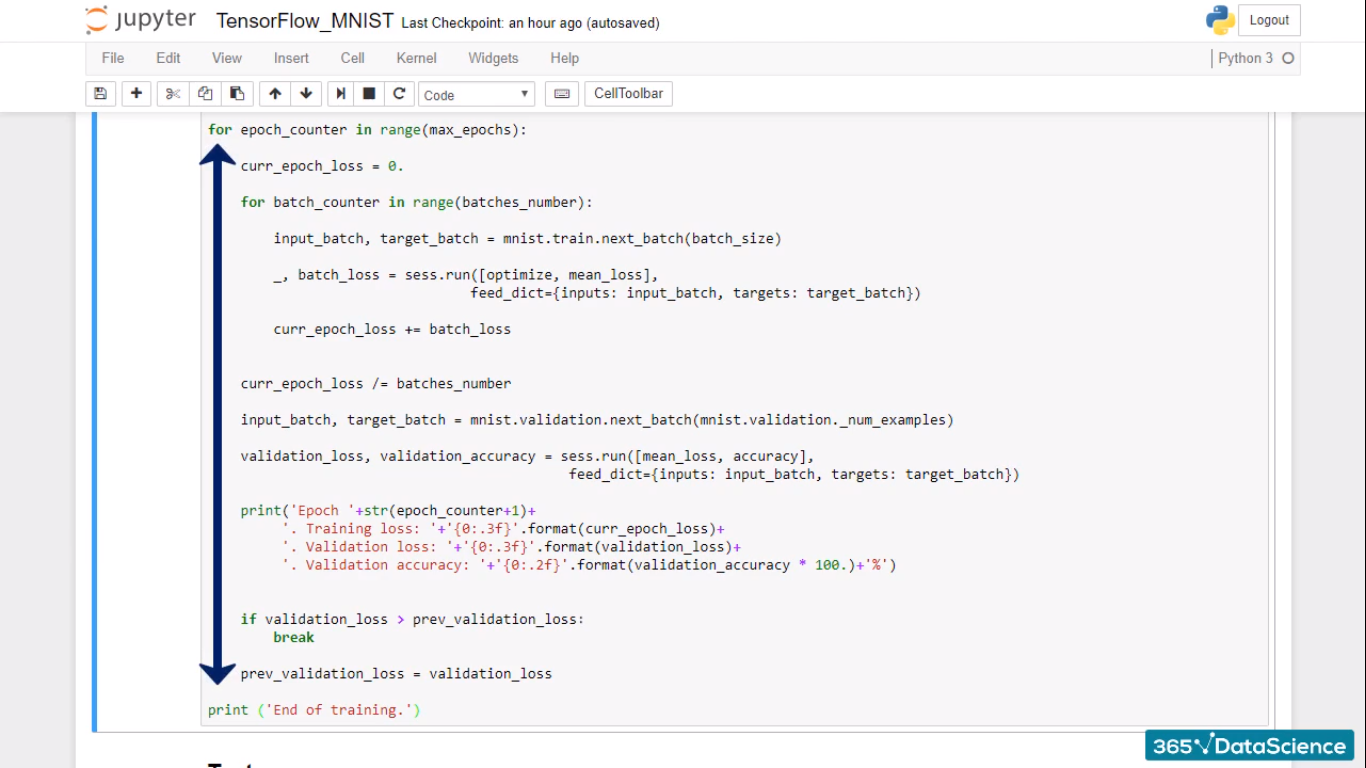 jupyter TensorFlow_MNIST Last Checkpoint: an hour ago (autosaved) Logout
File Edit View Insert Cell Kernel Widgets Help Python 3
Code CellToolbar
for epoch_counter in range(max_epochs):
curr_epoch_loss = 0.
for batch_counter in range(batches_number):
input_batch, target_batch = mnist.train.next_batch(batch_size)
_, batch_loss = sess.run([optimize, mean_loss],
feed_dict={inputs: input_batch, targets: target_batch})
curr_epoch_loss += batch_loss
curr_epoch_loss /= batches_number
input_batch, target_batch = mnist.validation.next_batch(mnist.validation._num_examples)
validation_loss, validation_accuracy = sess.run([mean_loss, accuracy],
feed_dict={inputs: input_batch, targets: target_batch})
print('Epoch '+str(epoch_counter+1)+
'. Training loss: '+'{0:.3f}'.format(curr_epoch_loss)+
'. Validation loss: '+'{0:.3f}'.format(validation_loss)+
'. Validation accuracy: '+'{0:.2f}'.format(validation_accuracy * 100.)+'%')
if validation_loss > prev_validation_loss:
break
prev_validation_loss = validation_loss
print ('End of training.')
365 DataScience